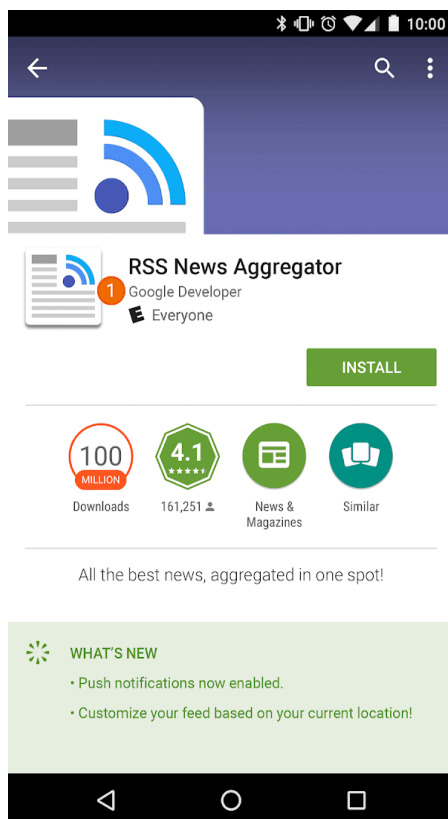 10:00
RSS News Aggregator
1
Google Developer
E Everyone
INSTALL
100
MILLION
Downloads
4.1
161,251
News &
Magazines
Similar
All the best news, aggregated in one spot!
WHAT'S NEW
• Push notifications now enabled.
• Customize your feed based on your current location!